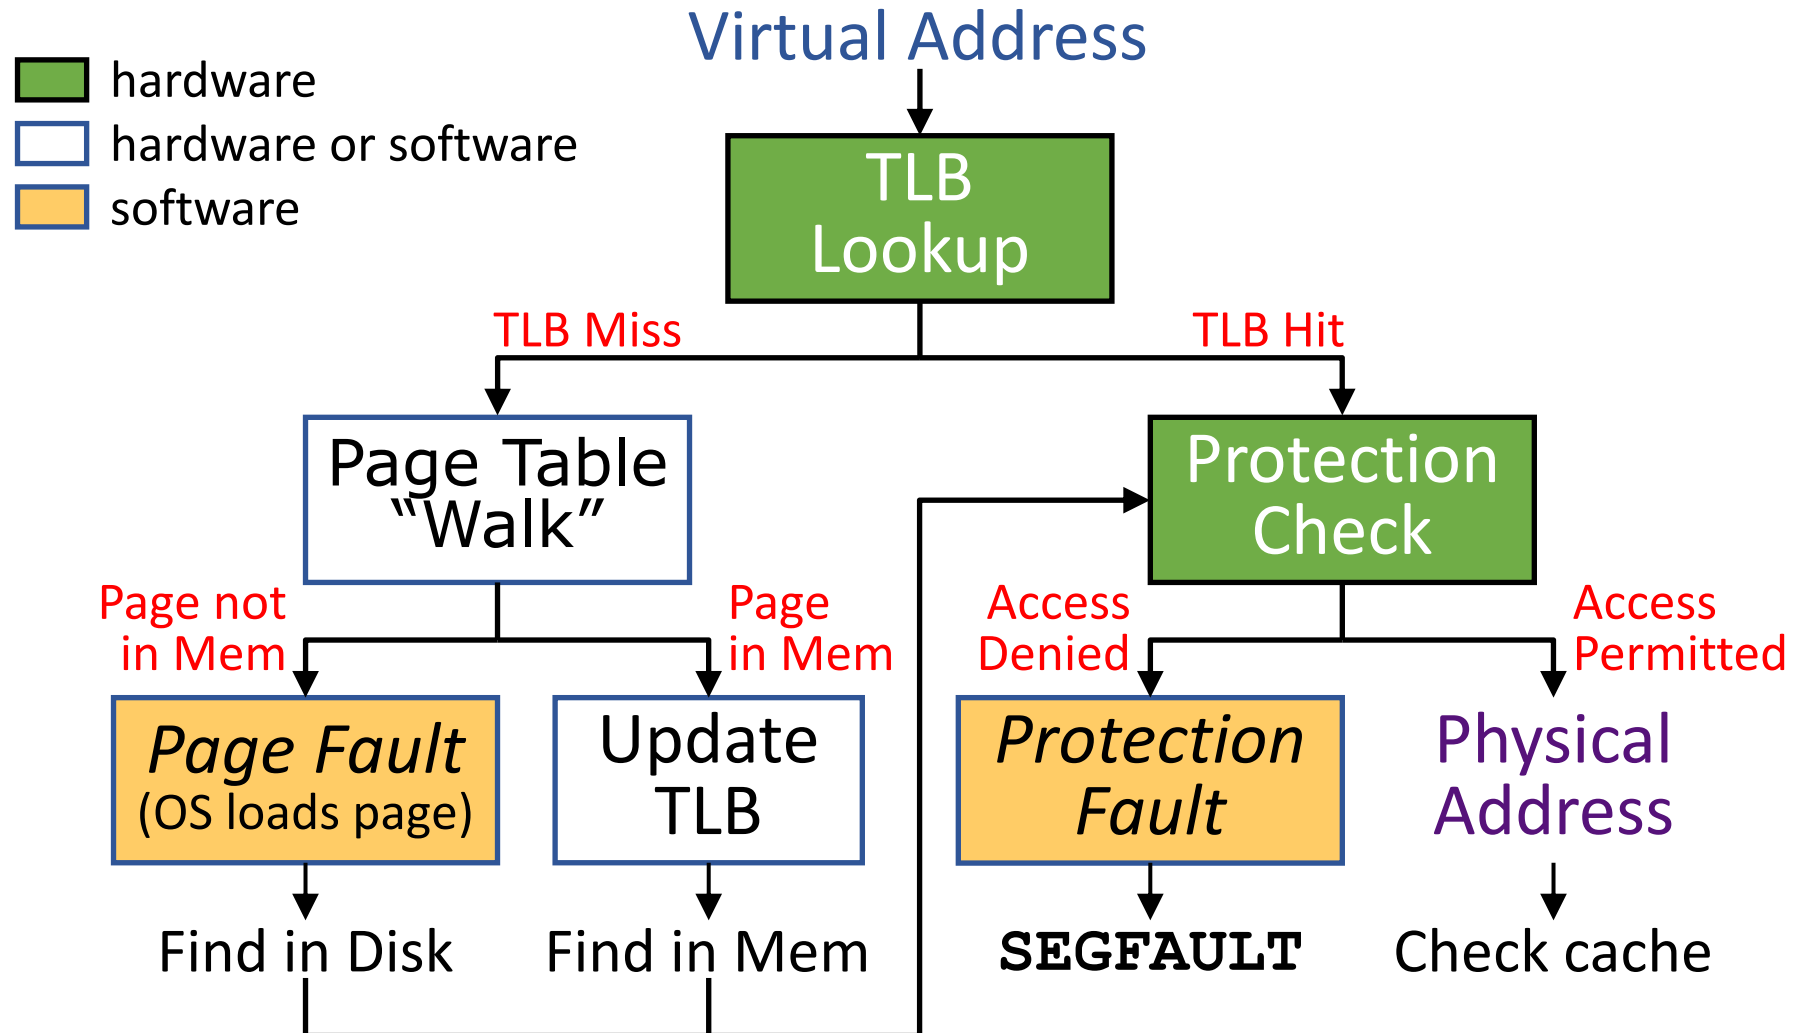 Virtual Address
hardware
hardware or software
software
TLB
Lookup
TLB Miss
TLB Hit
Page Table
“Walk”
Protection
Check
Page not
in Mem
Page
in Mem
Access
Denied
Access
Permitted
Page Fault
(OS loads page)
Update
TLB
Protection
Fault
Physical
Address
Find in Disk
Find in Mem
SEGFAULT
Check cache